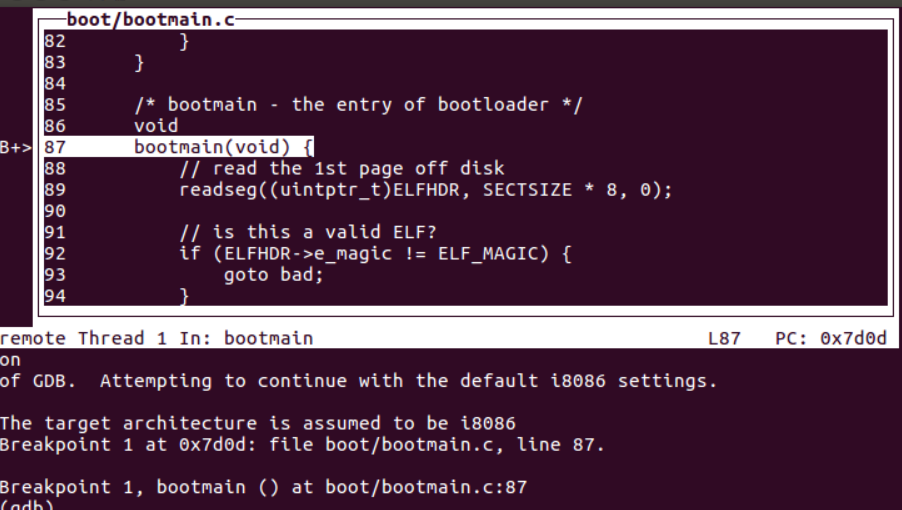 boot/bootmain.c
82 }
83 }
84
85 /* bootmain - the entry of bootloader */
86 void
B+> 87 bootmain(void) {
88 // read the 1st page off disk
89 readseg((uintptr_t)ELFHDR, SECTSIZE * 8, 0);
90
91 // is this a valid ELF?
92 if (ELFHDR->e_magic != ELF_MAGIC) {
93 goto bad;
94 }
remote Thread 1 In: bootmain L87 PC: 0x7d0d
on
of GDB. Attempting to continue with the default i8086 settings.
The target architecture is assumed to be i8086
Breakpoint 1 at 0x7d0d: file boot/bootmain.c, line 87.
Breakpoint 1, bootmain () at boot/bootmain.c:87
(gdb)